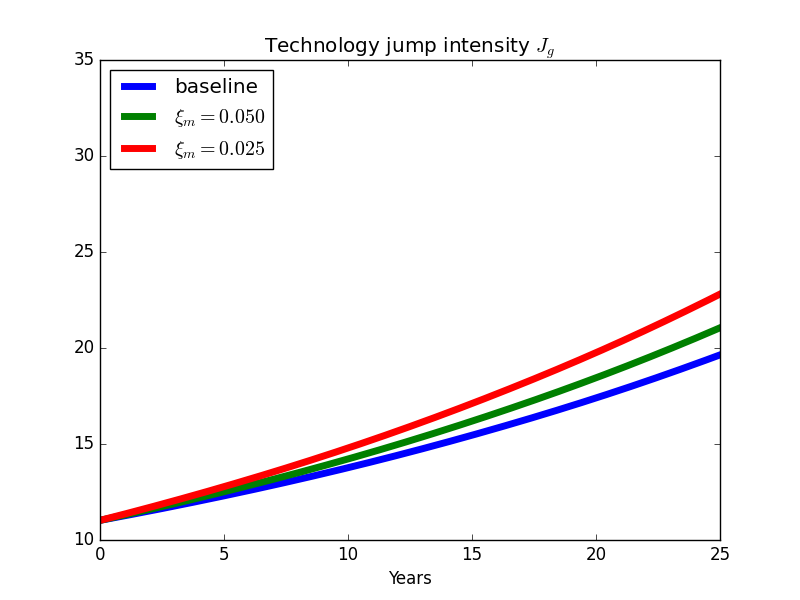 Technology jump intensity $J_g$
35
30
25
20
15
10
baseline
$\xi_m = 0.050$
$\xi_m = 0.025$
0 5 10 15 20 25
Years